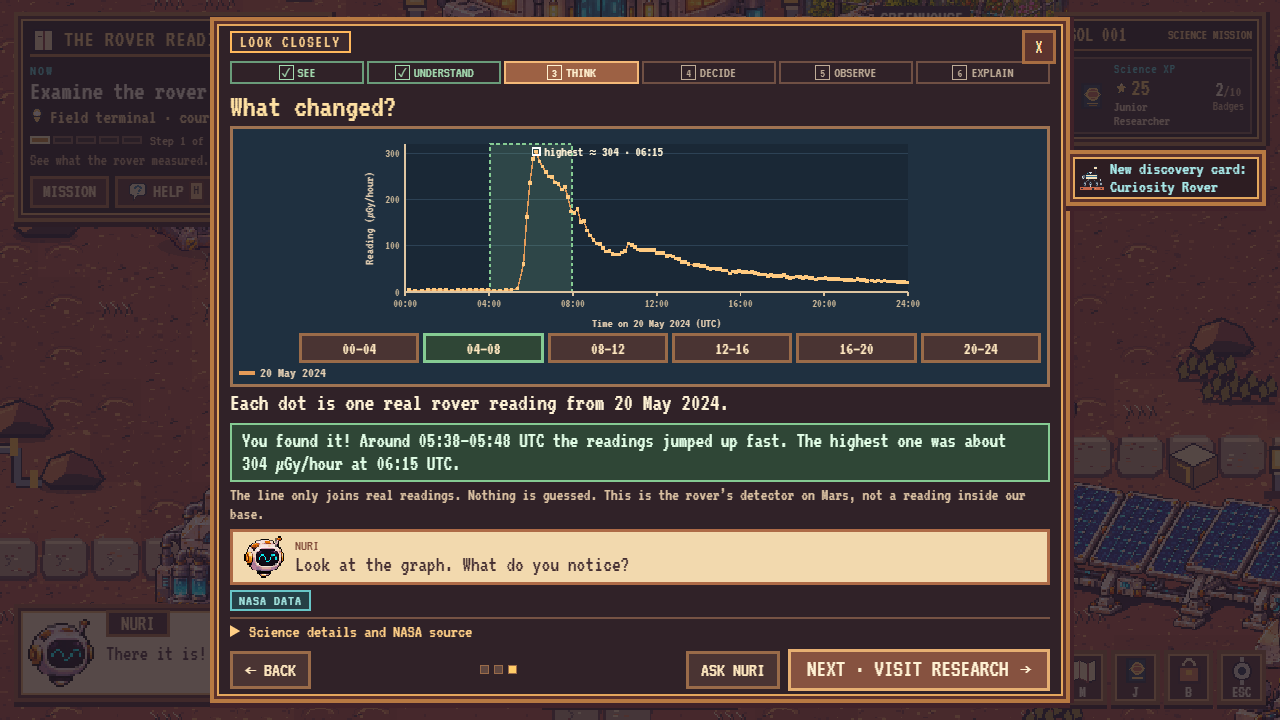 GREENHOUSE
THE ROVER READ
NOW
Examine the rover
Field terminal · cour
Step 1 of
See what the rover measured.
MISSION
HELP H
LOOK CLOSELY
X
SEE
UNDERSTAND
3 THINK
4 DECIDE
5 OBSERVE
6 EXPLAIN
What changed?
highest ≈ 304 · 06:15
Reading (μGy/hour)
300
200
100
0
00:00 04:00 08:00 12:00 16:00 20:00 24:00
Time on 20 May 2024 (UTC)
00–04 04–08 08–12 12–16 16–20 20–24
20 May 2024
Each dot is one real rover reading from 20 May 2024.
You found it! Around 05:38–05:48 UTC the readings jumped up fast. The highest one was about
304 μGy/hour at 06:15 UTC.
The line only joins real readings. Nothing is guessed. This is the rover's detector on Mars, not a reading inside our
base.
NURI
Look at the graph. What do you notice?
NASA DATA
Science details and NASA source
← BACK
ASK NURI
NEXT · VISIT RESEARCH →
SOL 001
SCIENCE MISSION
Science XP
25
Junior
Researcher
2/10
Badges
New discovery card:
Curiosity Rover
NURI
There it is!
M J B ESC